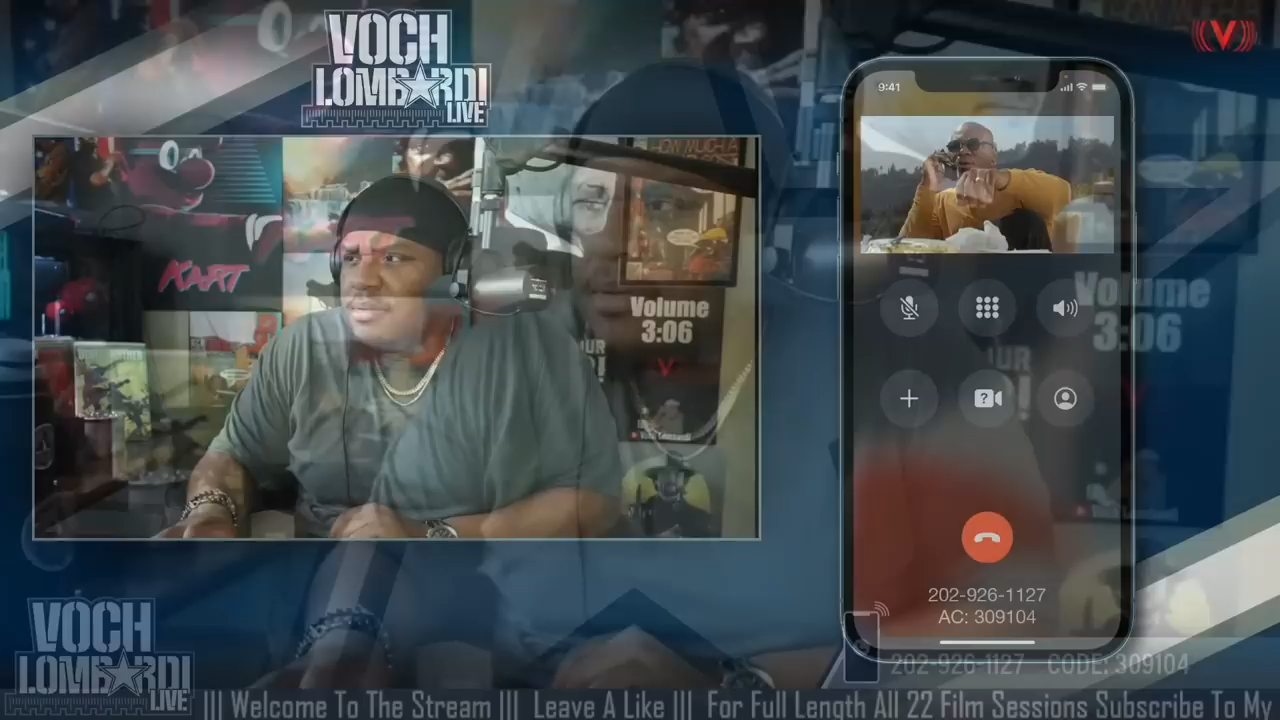 VOCH
LOMBARDI
LIVE
V
9:41
KART
HOW MUCH A
Volume
3:06
V
Volume
3:06
202-926-1127
AC: 309104
202-926-1127 CODE: 309104
VOCH
LOMBARDI
LIVE
||| Welcome To The Stream ||| Leave A Like ||| For Full Length All 22 Film Sessions Subscribe To My